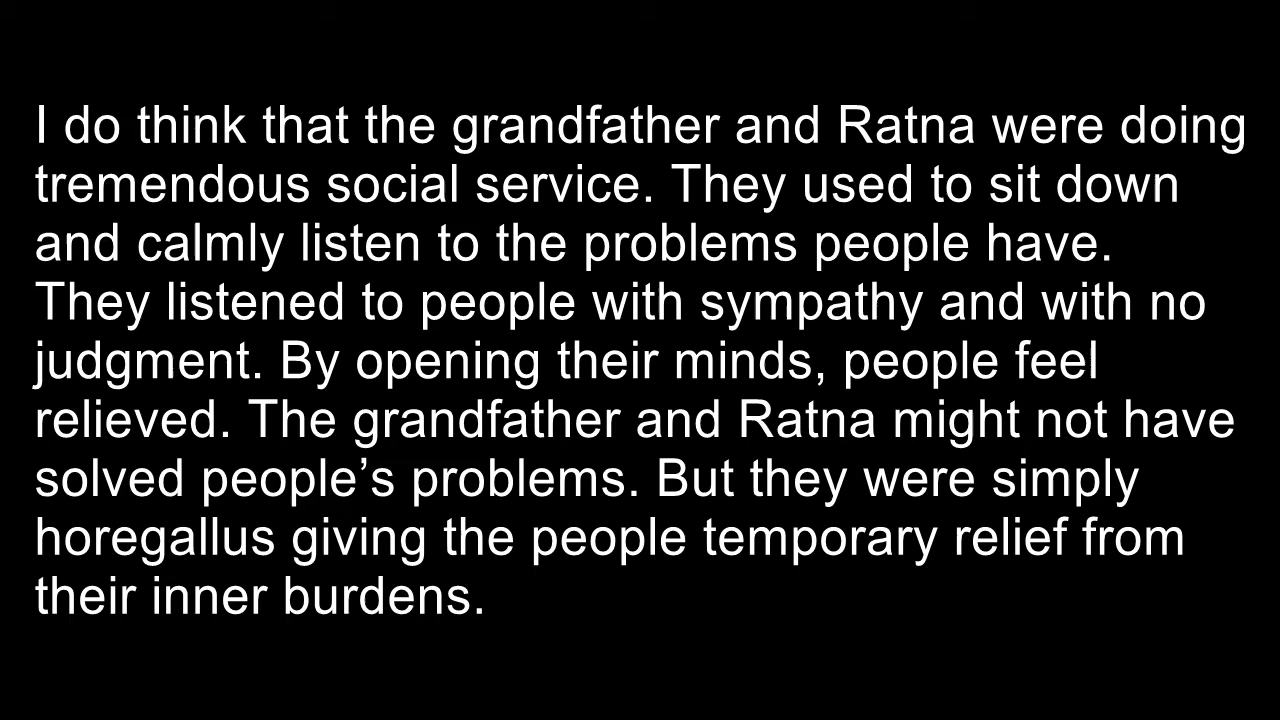 I do think that the grandfather and Ratna were doing
tremendous social service. They used to sit down
and calmly listen to the problems people have.
They listened to people with sympathy and with no
judgment. By opening their minds, people feel
relieved. The grandfather and Ratna might not have
solved people’s problems. But they were simply
horegallus giving the people temporary relief from
their inner burdens.